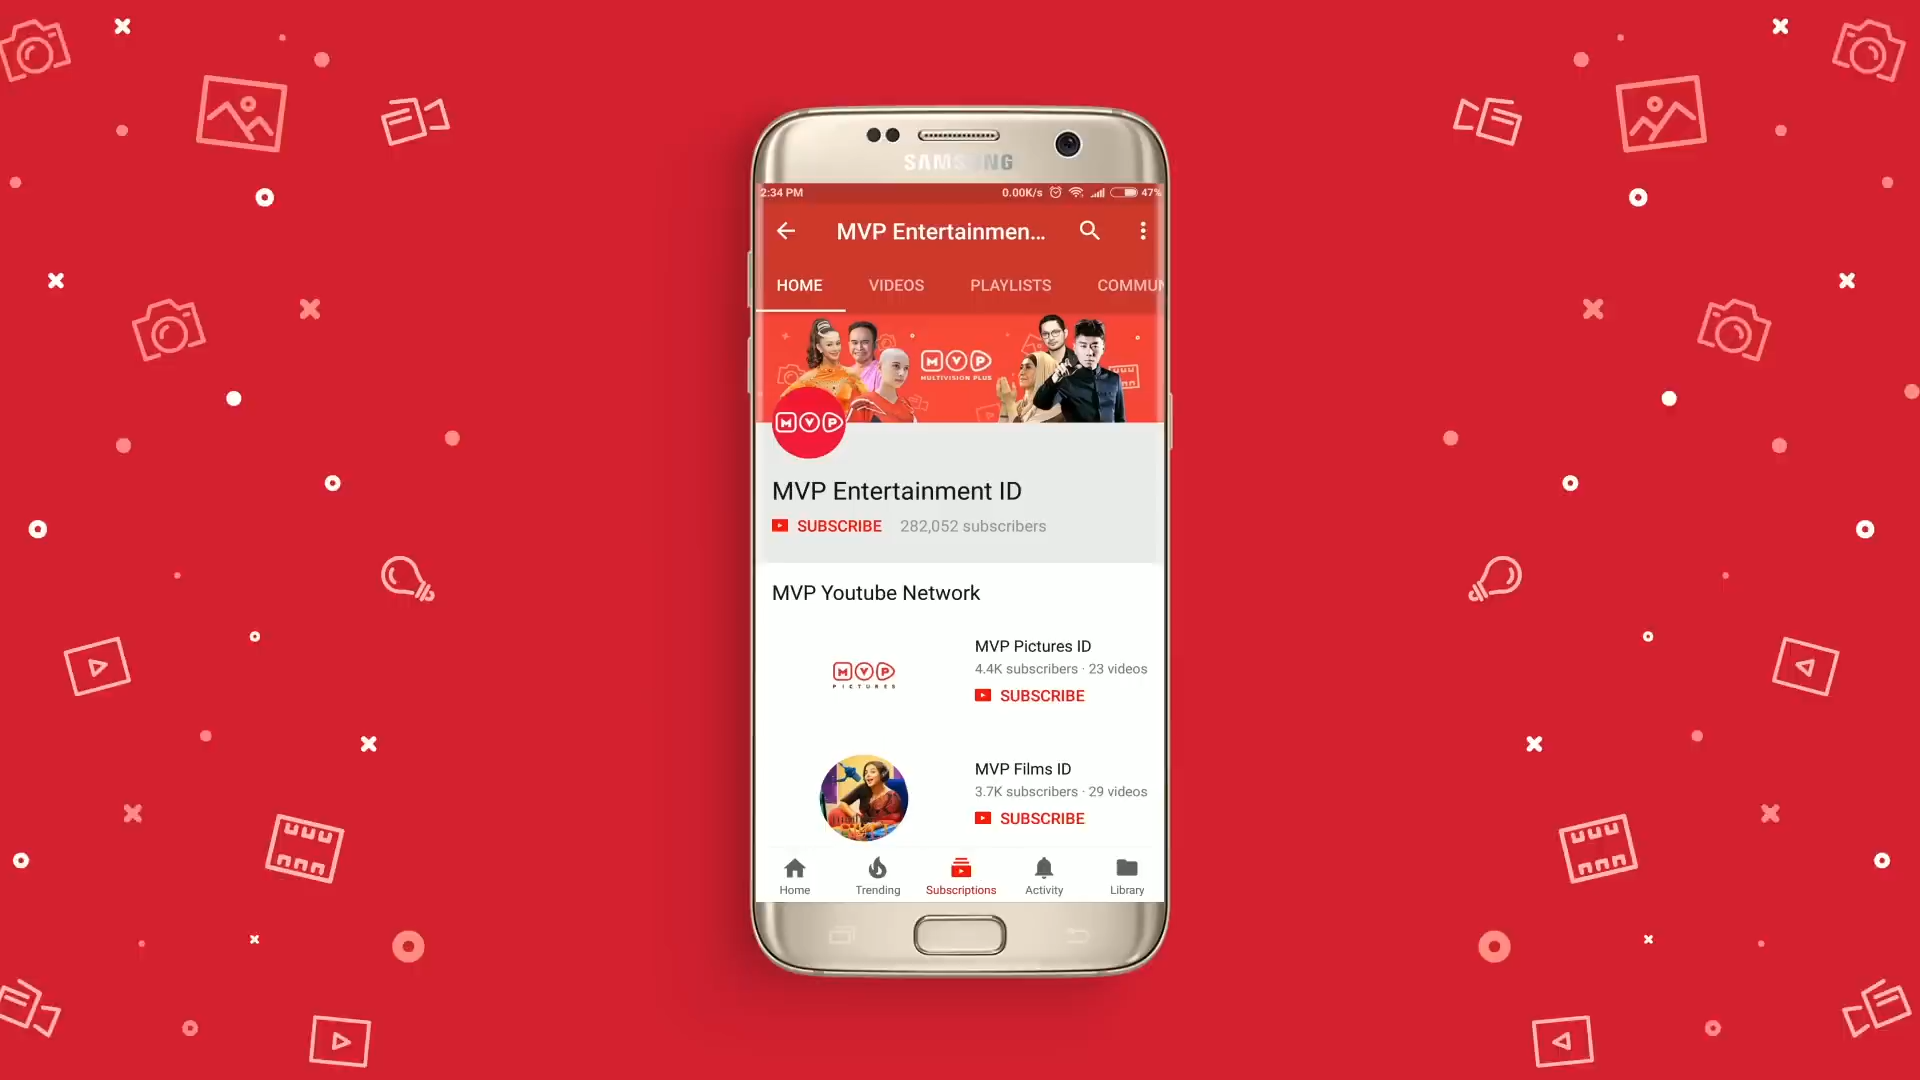 SAMSUNG
2:34 PM
0.00K/s
47%
MVP Entertainmen...
HOME VIDEOS PLAYLISTS COMMUN
MVP
MULTIVISION PLUS
MVP
MVP Entertainment ID
SUBSCRIBE 282,052 subscribers
MVP Youtube Network
MVP Pictures ID
4.4K subscribers · 23 videos
SUBSCRIBE
MVP
PICTURES
MVP Films ID
3.7K subscribers · 29 videos
SUBSCRIBE
Home Trending Subscriptions Activity Library